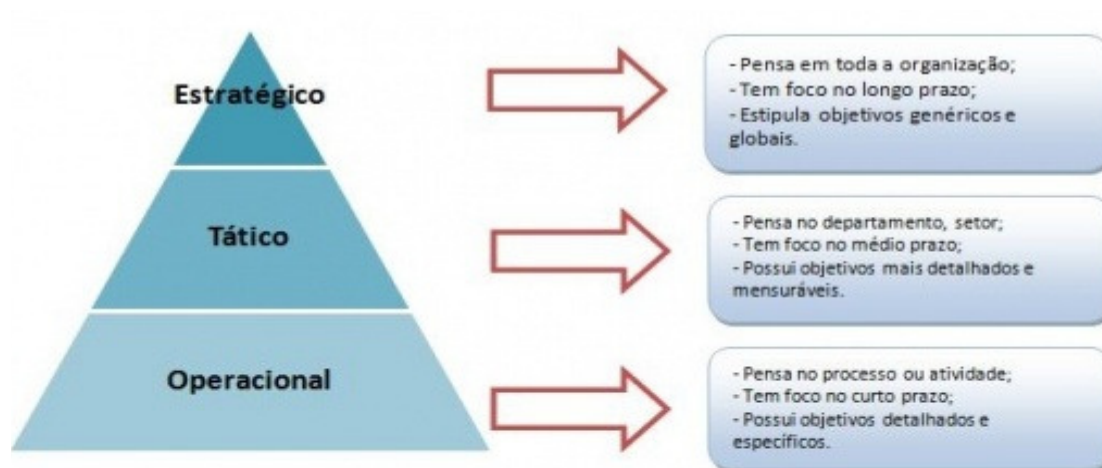 Estratégico
- Pensa em toda a organização;
- Tem foco no longo prazo;
- Estipula objetivos genéricos e
globais.
Tático
- Pensa no departamento, setor;
- Tem foco no médio prazo;
- Possui objetivos mais detalhados e
mensuráveis.
Operacional
- Pensa no processo ou atividade;
- Tem foco no curto prazo;
- Possui objetivos detalhados e
específicos.